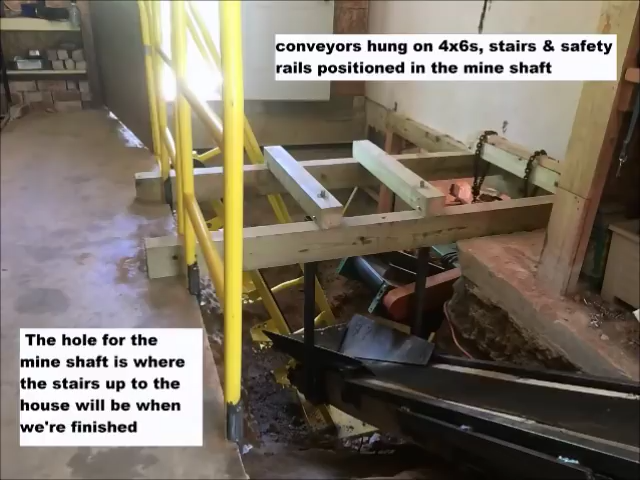 conveyors hung on 4x6s, stairs & safety
rails positioned in the mine shaft
The hole for the
mine shaft is where
the stairs up to the
house will be when
we're finished